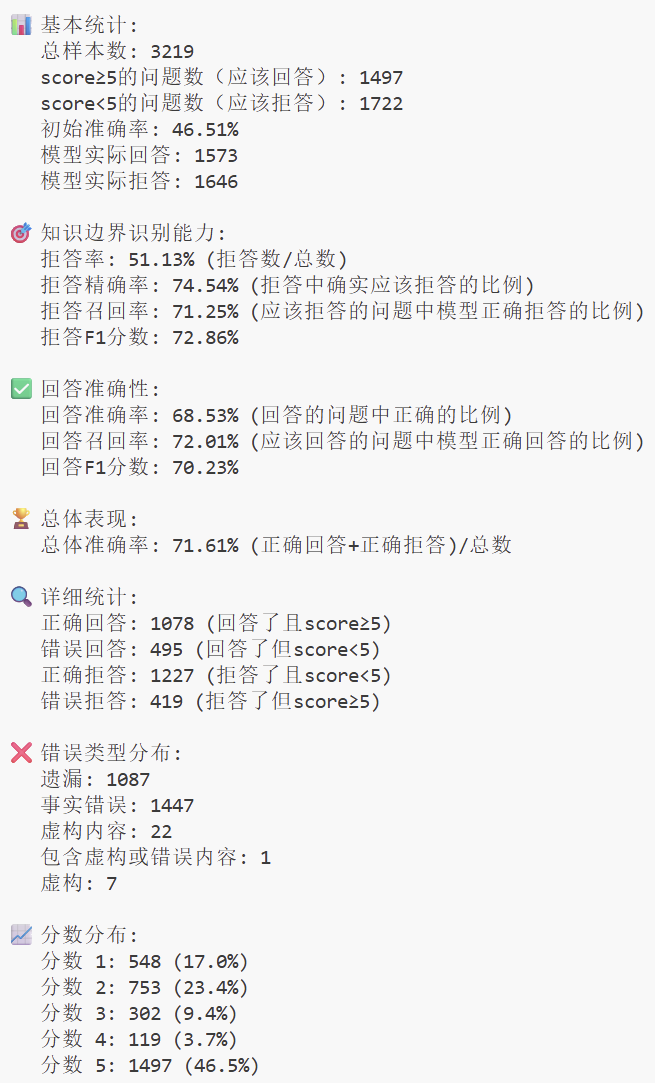 📊 基本统计:
总样本数: 3219
score≥5的问题数（应该回答）: 1497
score<5的问题数（应该拒答）: 1722
初始准确率: 46.51%
模型实际回答: 1573
模型实际拒答: 1646
🎯 知识边界识别能力:
拒答率: 51.13% (拒答数/总数)
拒答精确率: 74.54% (拒答中确实应该拒答的比例)
拒答召回率: 71.25% (应该拒答的问题中模型正确拒答的比例)
拒答F1分数: 72.86%
✅ 回答准确性:
回答准确率: 68.53% (回答的问题中正确的比例)
回答召回率: 72.01% (应该回答的问题中模型正确回答的比例)
回答F1分数: 70.23%
🏆 总体表现:
总体准确率: 71.61% (正确回答+正确拒答)/总数
🔍 详细统计:
正确回答: 1078 (回答了且score≥5)
错误回答: 495 (回答了但score<5)
正确拒答: 1227 (拒答了且score<5)
错误拒答: 419 (拒答了但score≥5)
❌ 错误类型分布:
遗漏: 1087
事实错误: 1447
虚构内容: 22
包含虚构或错误内容: 1
虚构: 7
📈 分数分布:
分数 1: 548 (17.0%)
分数 2: 753 (23.4%)
分数 3: 302 (9.4%)
分数 4: 119 (3.7%)
分数 5: 1497 (46.5%)